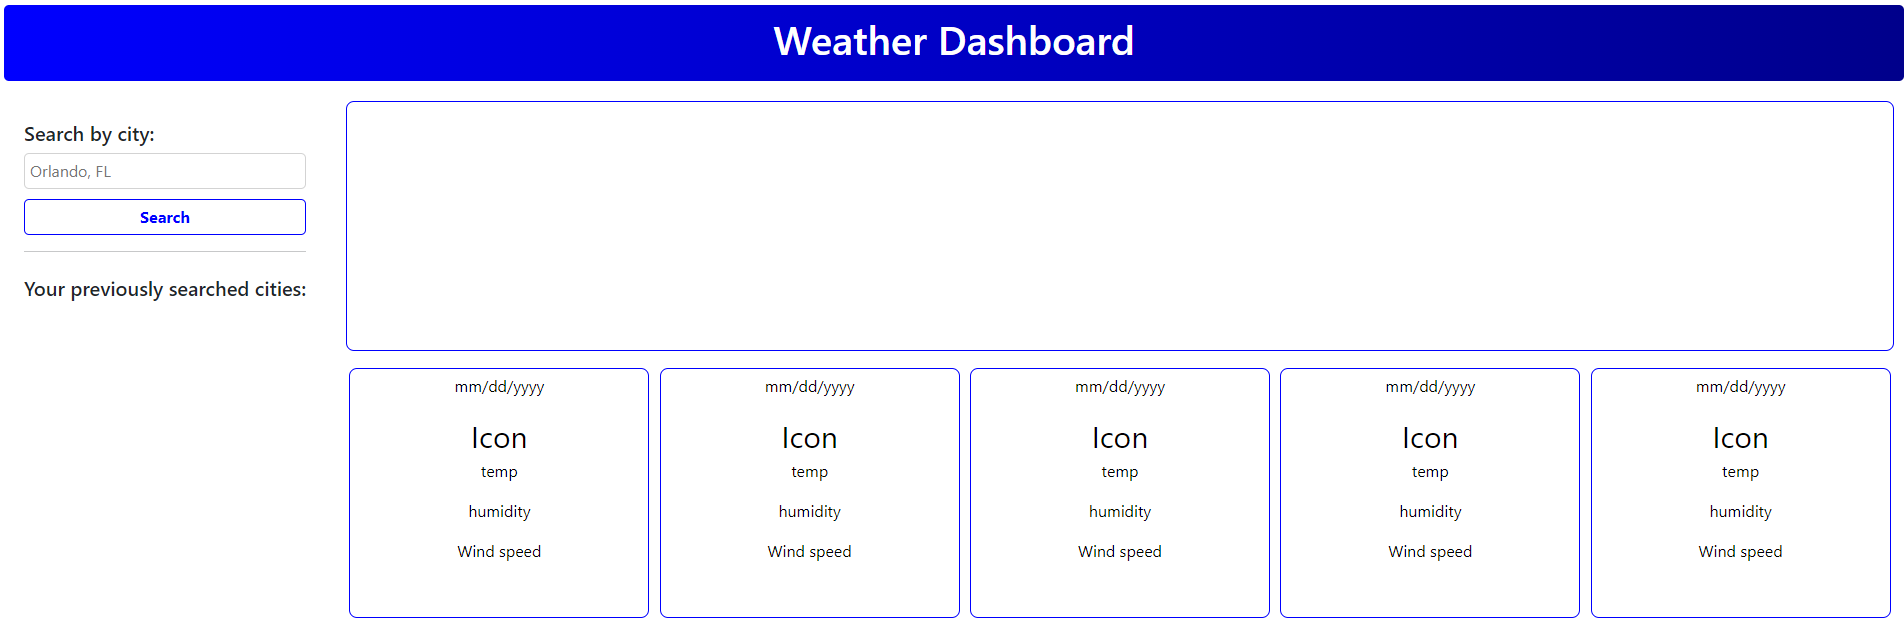 Weather Dashboard
Search by city:
Orlando, FL
Search
Your previously searched cities:
mm/dd/yyyy
Icon
temp
humidity
Wind speed
mm/dd/yyyy
Icon
temp
humidity
Wind speed
mm/dd/yyyy
Icon
temp
humidity
Wind speed
mm/dd/yyyy
Icon
temp
humidity
Wind speed
mm/dd/yyyy
Icon
temp
humidity
Wind speed